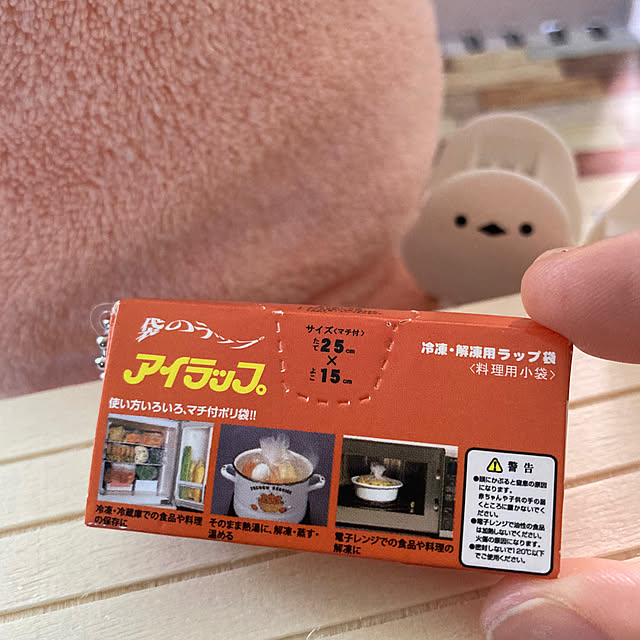 袋のラップ
アイラップ。
使い方いろいろ、マチ付ポリ袋!!
サイズ〈マチ付〉
たて25cm
×
よこ15cm
冷凍・解凍用ラップ袋
〈料理用小袋〉
冷凍・冷蔵庫での食品や料理
の保存に
そのまま熱湯に、解凍・蒸す・
温める
電子レンジでの食品や料理の
解凍に
警告
●頭にかぶると窒息の原因
になります。
赤ちゃんや子供の手の届
くところに置かないでくだ
さい。
●電子レンジで油性の食品
は加熱しないでください。
火傷の原因になります。
●密封しないで120℃以下
でご使用ください。